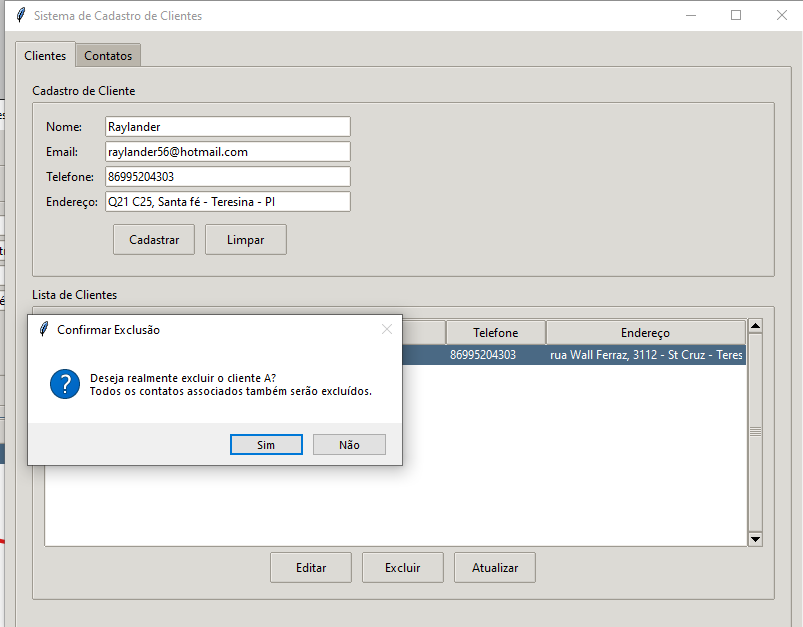 Sistema de Cadastro de Clientes
Clientes Contatos
Cadastro de Cliente
Nome: Raylander
Email: raylander56@hotmail.com
Telefone: 86995204303
Endereço: Q21 C25, Santa fé - Teresina - PI
Cadastrar Limpar
Lista de Clientes
Confirmar Exclusão
Telefone Endereço
86995204303 rua Wall Ferraz, 3112 - St Cruz - Teres
Deseja realmente excluir o cliente A?
Todos os contatos associados também serão excluídos.
Sim Não
Editar Excluir Atualizar